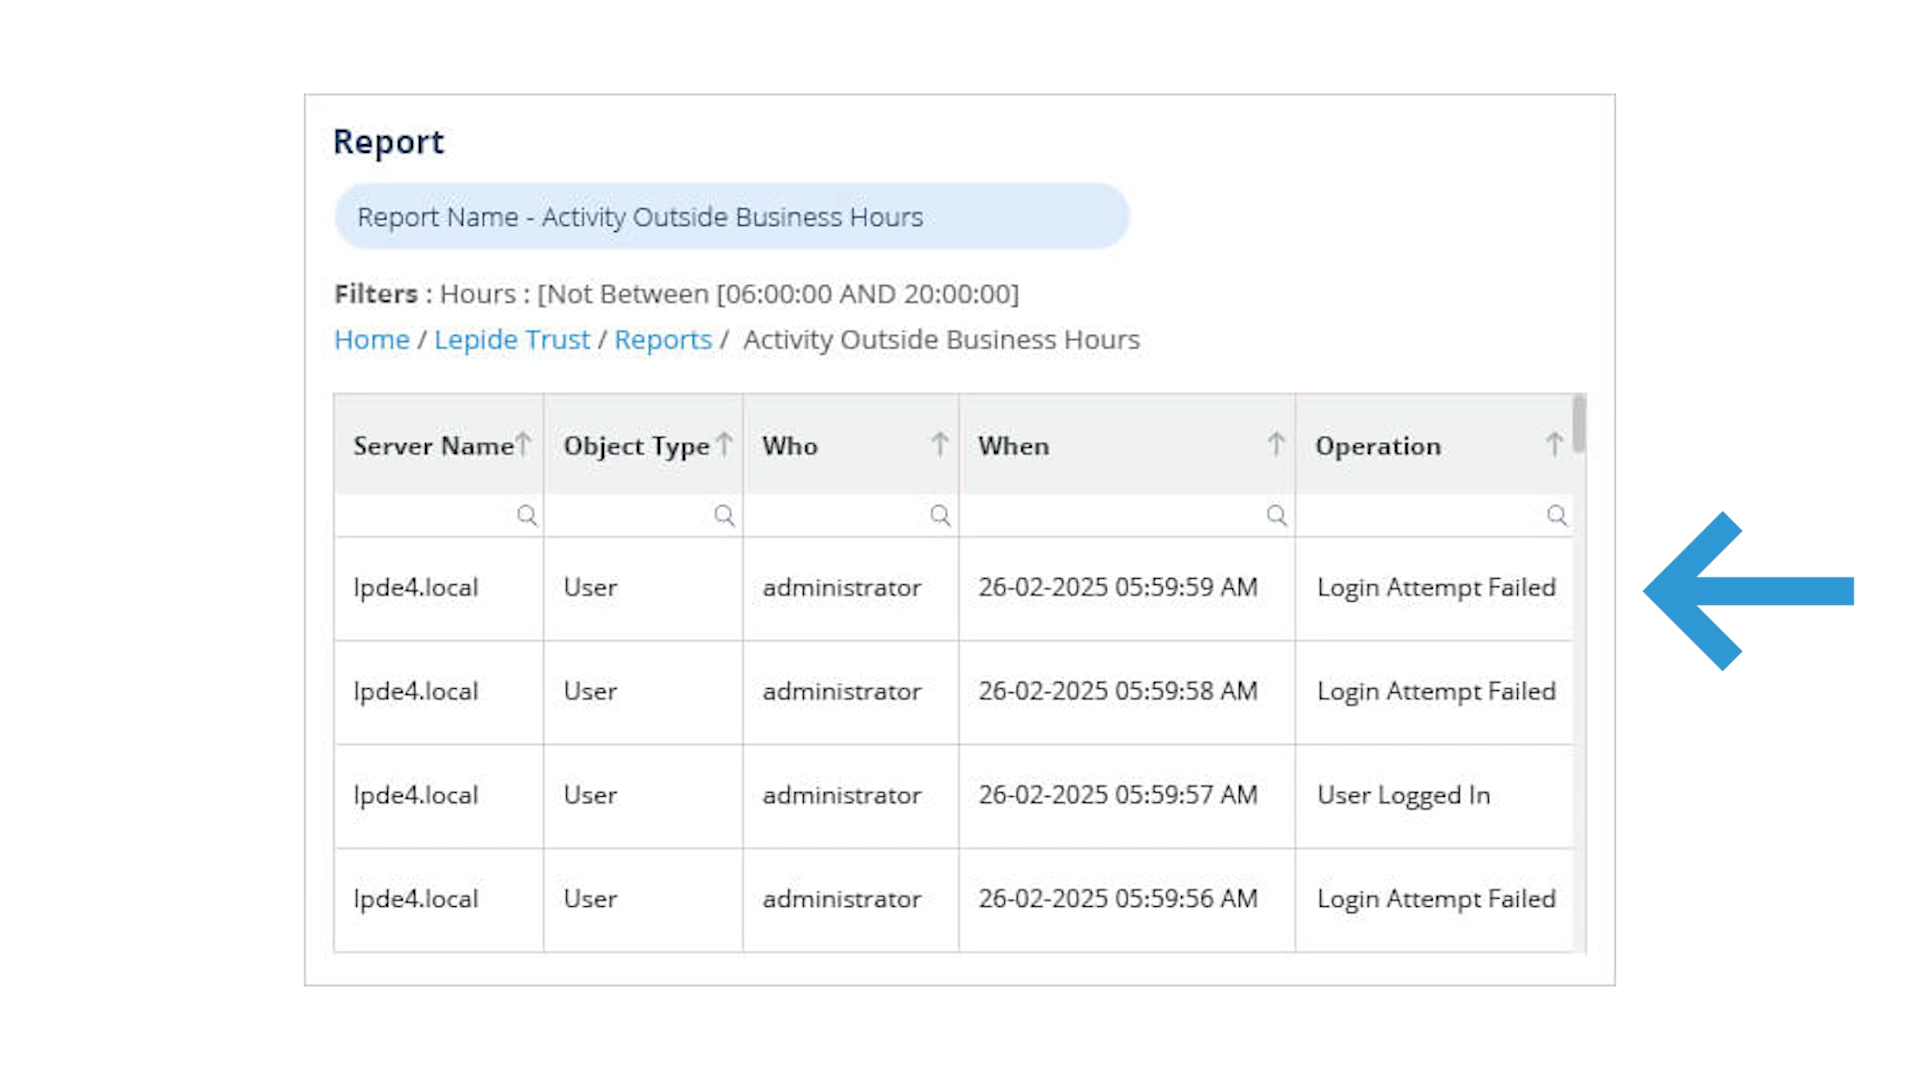 Report
Report Name - Activity Outside Business Hours
Filters : Hours : [Not Between [06:00:00 AND 20:00:00]
Home / Lepide Trust / Reports / Activity Outside Business Hours
Server Name Object Type Who When Operation
lpde4.local User administrator 26-02-2025 05:59:59 AM Login Attempt Failed
lpde4.local User administrator 26-02-2025 05:59:58 AM Login Attempt Failed
lpde4.local User administrator 26-02-2025 05:59:57 AM User Logged In
lpde4.local User administrator 26-02-2025 05:59:56 AM Login Attempt Failed